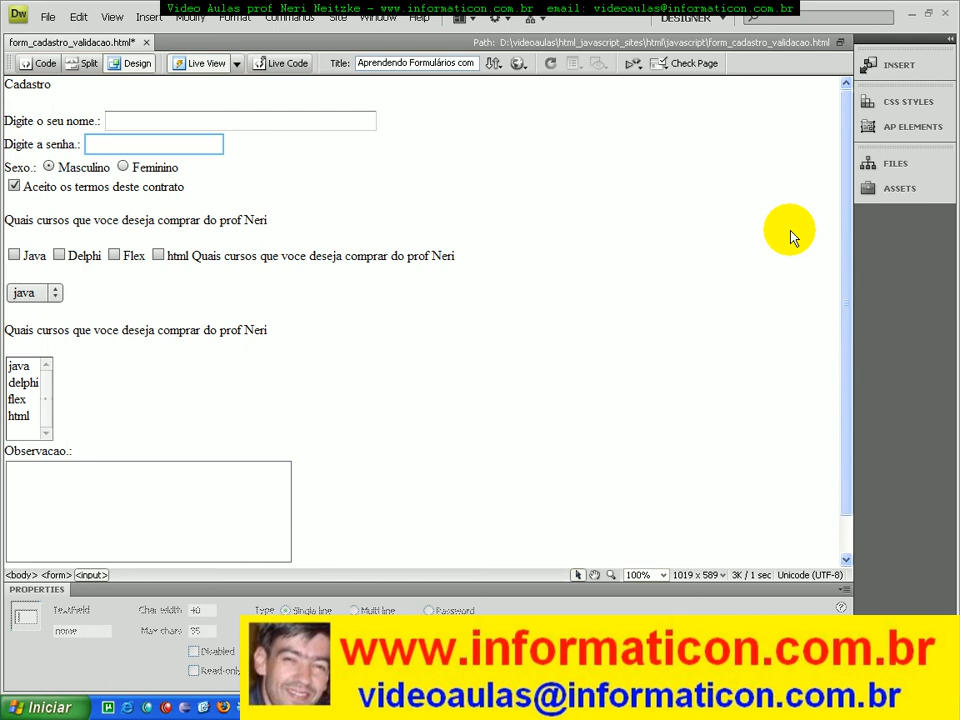 Video Aulas prof Neri Neitzke - www.informaticon.com.br email: videoaulas@informaticon.com.br
Dw File Edit View Insert Modify Format Commands Site Window Help DESIGNER
form_cadastro_validacao.html* Path: D:\videoaulas\html_javascript_sites\html\javascript\form_cadastro_validacao.html
Code Split Design Live View Live Code Title: Aprendendo Formulários com Check Page
Cadastro
Digite o seu nome.:
Digite a senha.:
Sexo.: Masculino Feminino
Aceito os termos deste contrato
Quais cursos que voce deseja comprar do prof Neri
Java Delphi Flex html Quais cursos que voce deseja comprar do prof Neri
java
Quais cursos que voce deseja comprar do prof Neri
java
delphi
flex
html
Observacao.:
INSERT
CSS STYLES
AP ELEMENTS
FILES
ASSETS
<body> <form> <input> 100% 1019 x 589 3K / 1 sec Unicode (UTF-8)
PROPERTIES
TextField Char width 40 Type Single line Multi line Password
nome Max chars 35
Disabled
Read-only
www.informaticon.com.br
videoaulas@informaticon.com.br
Iniciar